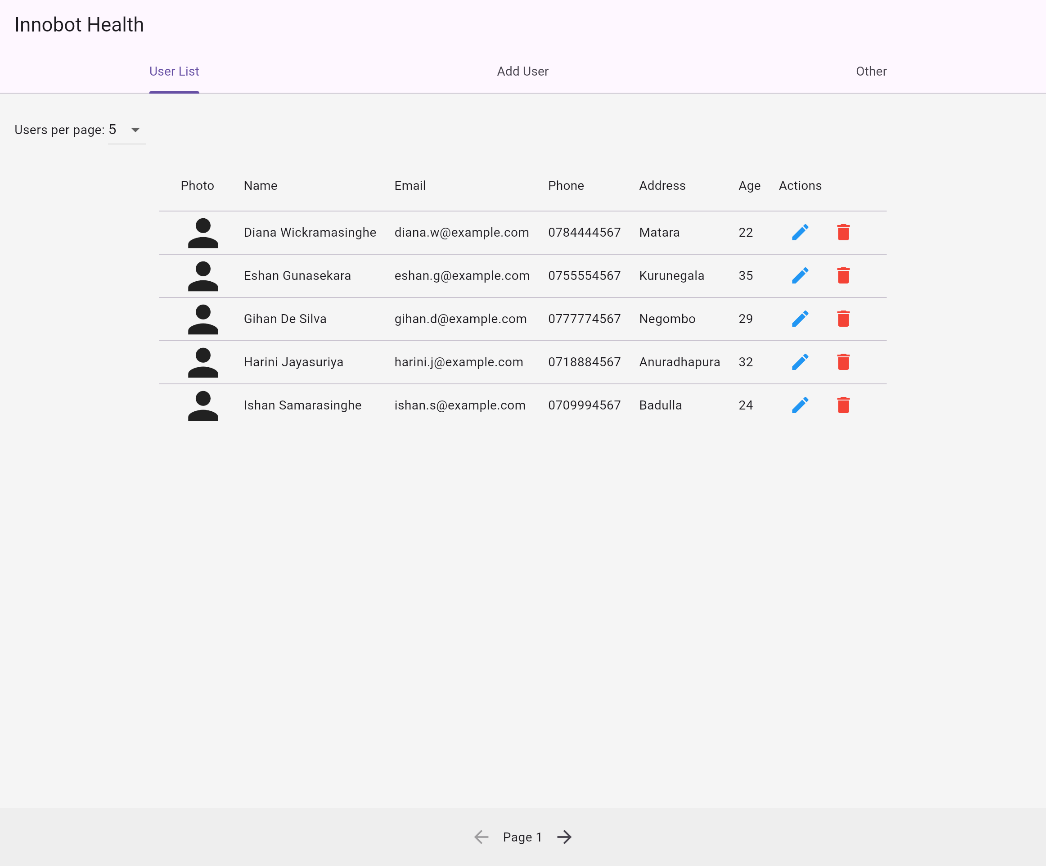 Innobot Health
User List Add User Other
Users per page: 5
Photo Name Email Phone Address Age Actions
Diana Wickramasinghe diana.w@example.com 0784444567 Matara 22
Eshan Gunasekara eshan.g@example.com 0755554567 Kurunegala 35
Gihan De Silva gihan.d@example.com 0777774567 Negombo 29
Harini Jayasuriya harini.j@example.com 0718884567 Anuradhapura 32
Ishan Samarasinghe ishan.s@example.com 0709994567 Badulla 24
Page 1